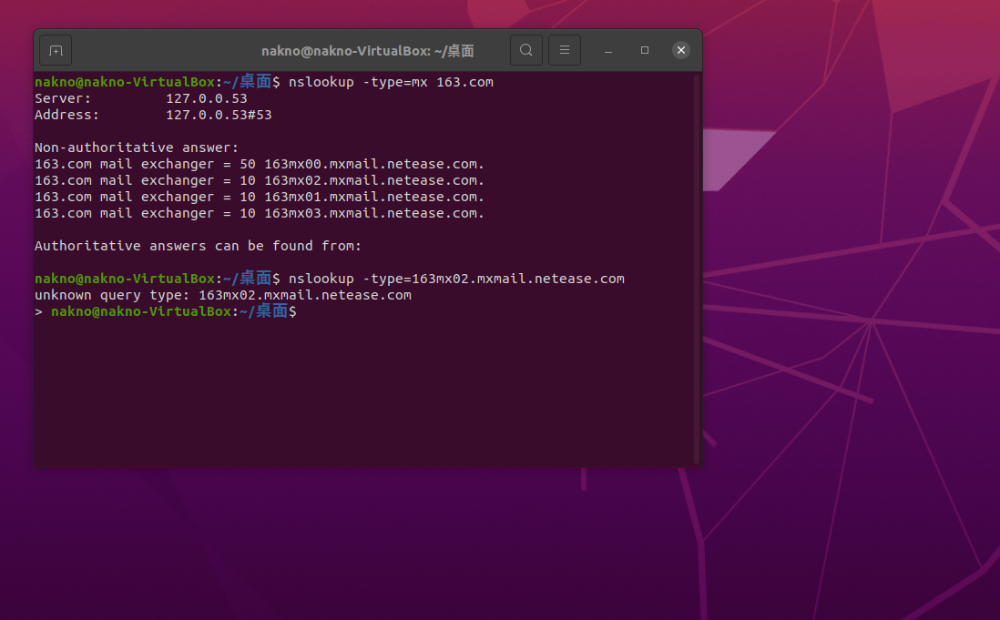 nakno@nakno-VirtualBox: ~/桌面
nakno@nakno-VirtualBox:~/桌面$ nslookup -type=mx 163.com
Server:         127.0.0.53
Address:        127.0.0.53#53
Non-authoritative answer:
163.com mail exchanger = 50 163mx00.mxmail.netease.com.
163.com mail exchanger = 10 163mx02.mxmail.netease.com.
163.com mail exchanger = 10 163mx01.mxmail.netease.com.
163.com mail exchanger = 10 163mx03.mxmail.netease.com.
Authoritative answers can be found from:
nakno@nakno-VirtualBox:~/桌面$ nslookup -type=163mx02.mxmail.netease.com
unknown query type: 163mx02.mxmail.netease.com
> nakno@nakno-VirtualBox:~/桌面$